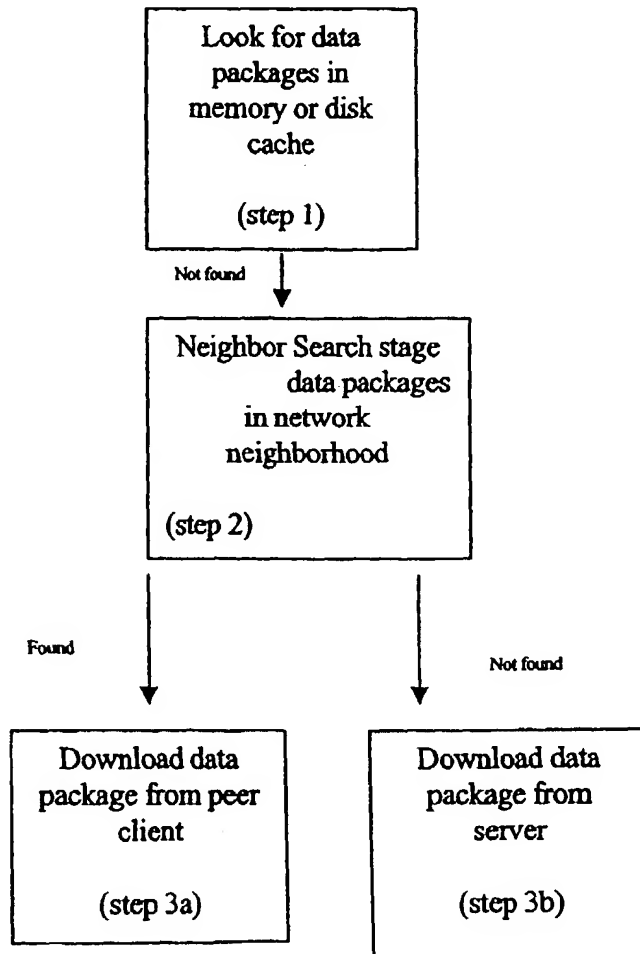 Look for data
packages in
memory or disk
cache
(step 1)
Not found
Neighbor Search stage
data packages
in network
neighborhood
(step 2)
Found
Not found
Download data
package from peer
client
(step 3a)
Download data
package from
server
(step 3b)